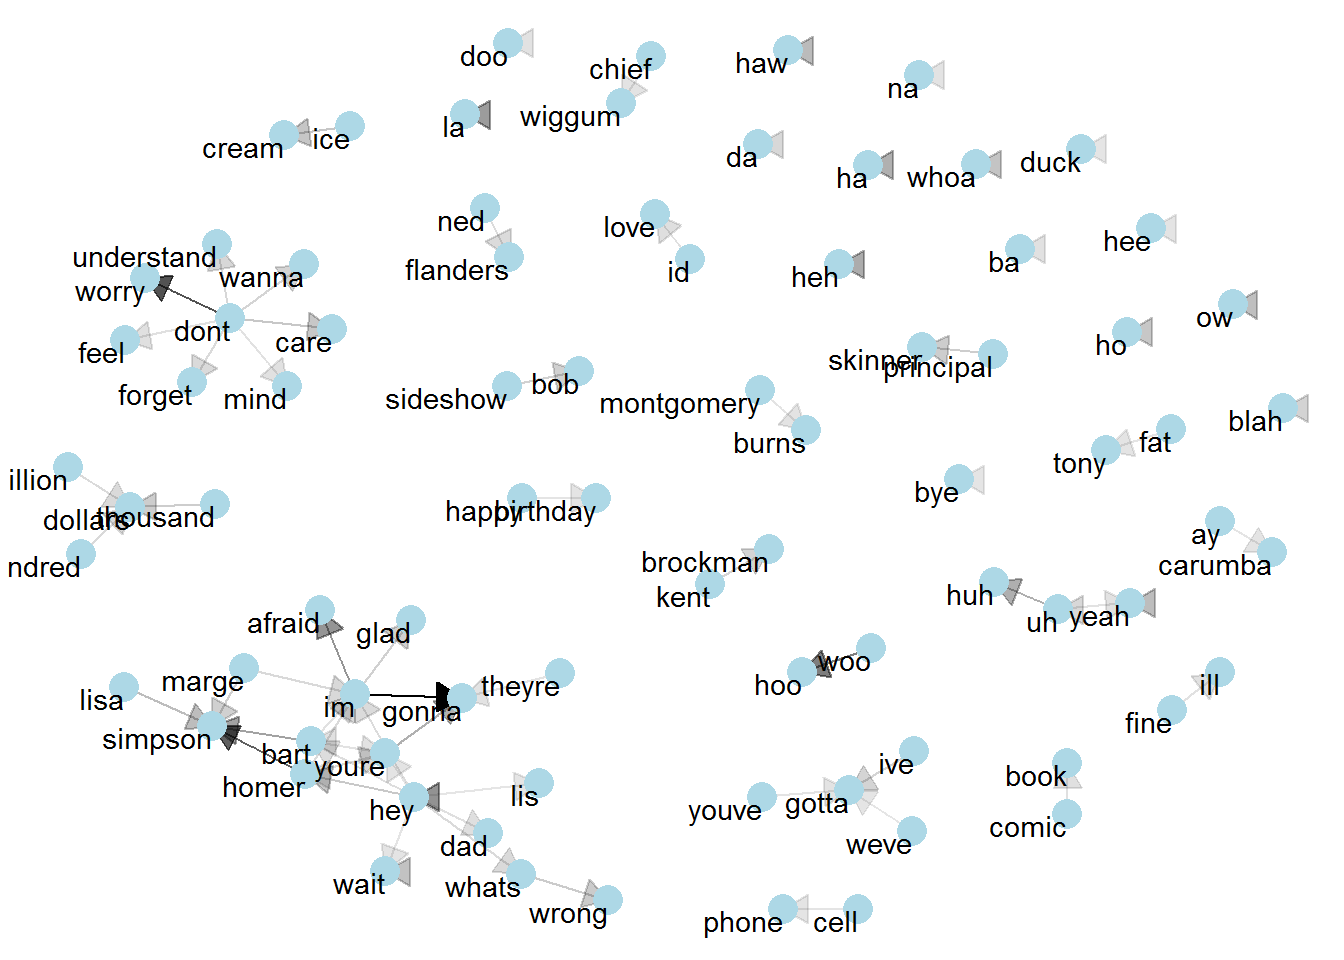 doo
chief
haw
na
la
wiggum
cream
ice
da
ha
whoa
duck
ned
love
hee
understand
flanders
id
heh
ba
wanna
worry
dont
care
ow
feel
skinner
principal
ho
forget
mind
sideshow
bob
montgomery
burns
blah
tony
fat
illion
dollars
thousand
happy
birthday
bye
ay
carumba
ndred
brockman
kent
huh
uh
yeah
afraid
glad
hoo
woo
lisa
marge
im
gonna
theyre
ill
simpson
bart
youre
fine
homer
hey
lis
youve
gotta
ive
book
dad
weve
comic
wait
whats
wrong
phone
cell